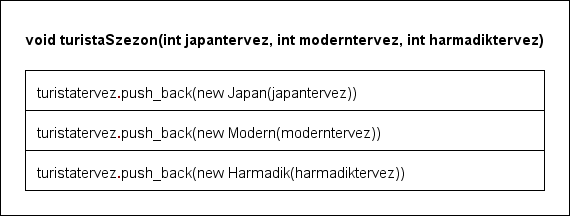 void turistaSzezon(int japantervez, int moderntervez, int harmadiktervez)
turistatervez.push_back(new Japan(japantervez))
turistatervez.push_back(new Modern(moderntervez))
turistatervez.push_back(new Harmadik(harmadiktervez))